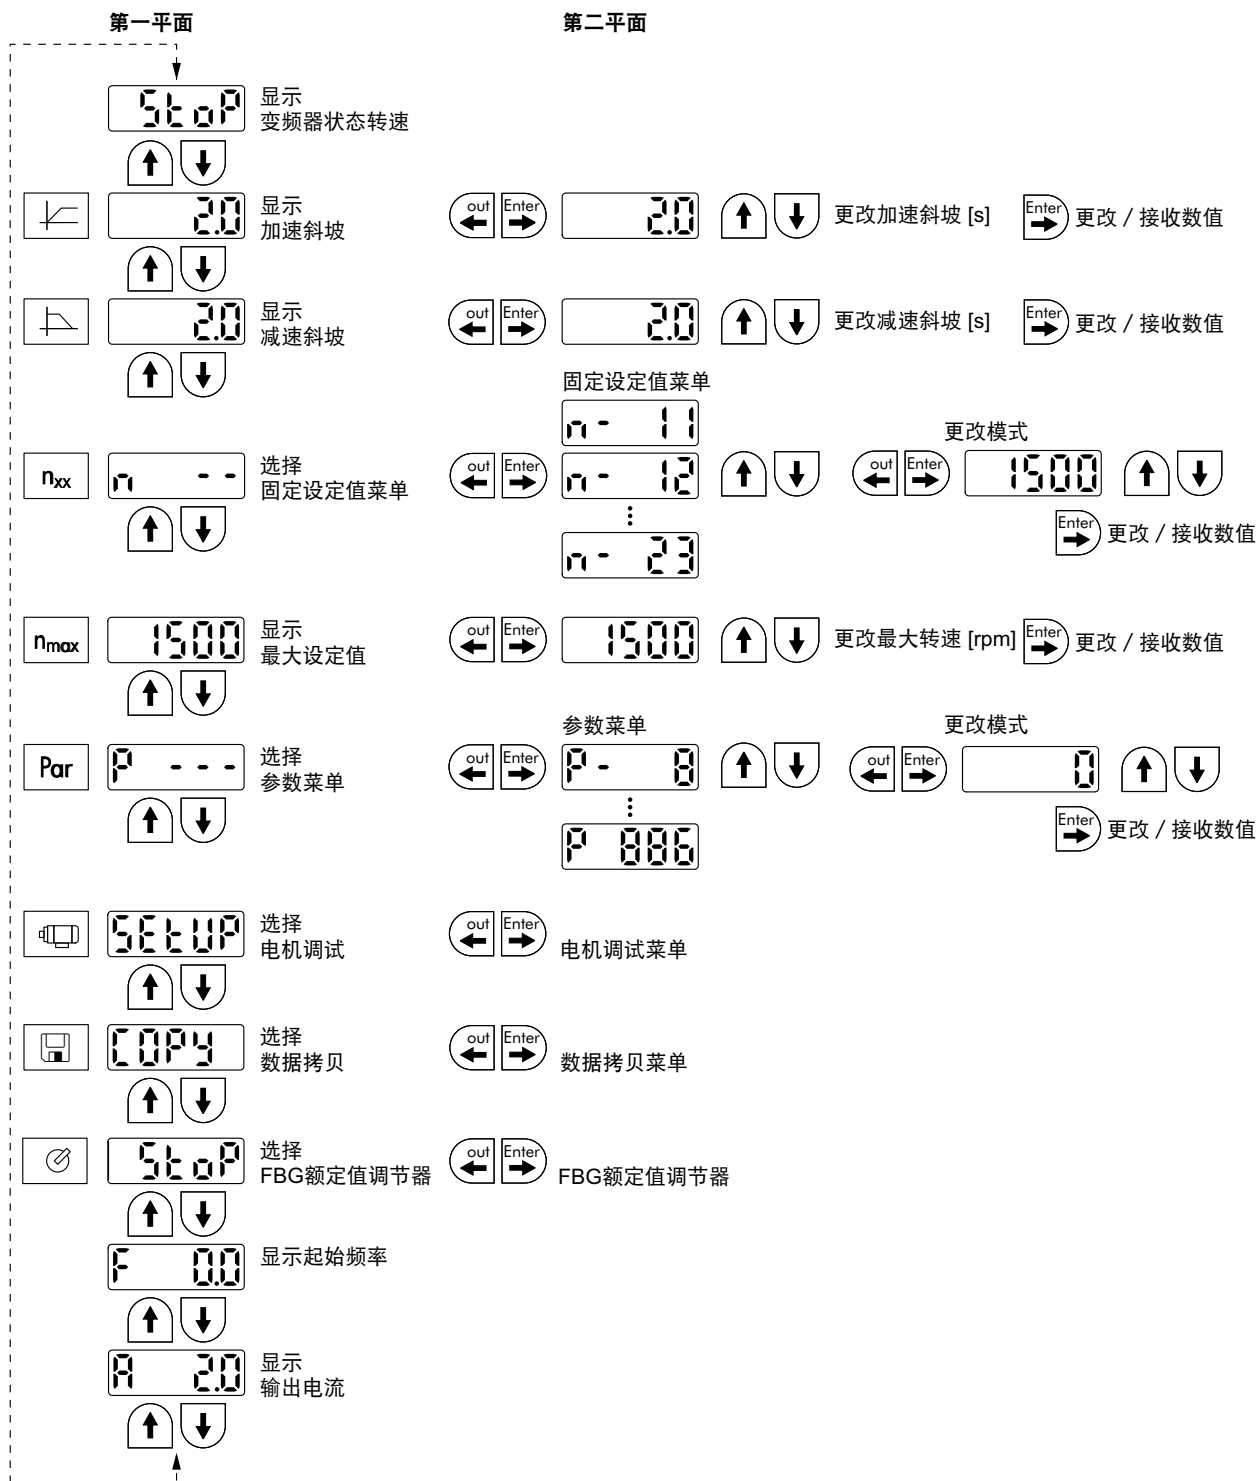 第一平面 第二平面
StoP
显示
变频器状态转速
2.0
显示
加速斜坡
out Enter
2.0
更改加速斜坡 [s]
Enter
更改 / 接收数值
2.0
显示
减速斜坡
out Enter
2.0
更改减速斜坡 [s]
Enter
更改 / 接收数值
固定设定值菜单
n- 11
更改模式
nxx
n --
选择
固定设定值菜单
out Enter
n- 12
out Enter
1500
Enter
更改 / 接收数值
n- 23
nmax
1500
显示
最大设定值
out Enter
1500
更改最大转速 [rpm]
Enter
更改 / 接收数值
参数菜单
更改模式
Par
P ---
选择
参数菜单
out Enter
P- 8
out Enter
0
Enter
更改 / 接收数值
P 886
SEtUP
选择
电机调试
out Enter
电机调试菜单
COPY
选择
数据拷贝
out Enter
数据拷贝菜单
StoP
选择
FBG额定值调节器
out Enter
FBG额定值调节器
F 0.0
显示起始频率
A 2.0
显示
输出电流